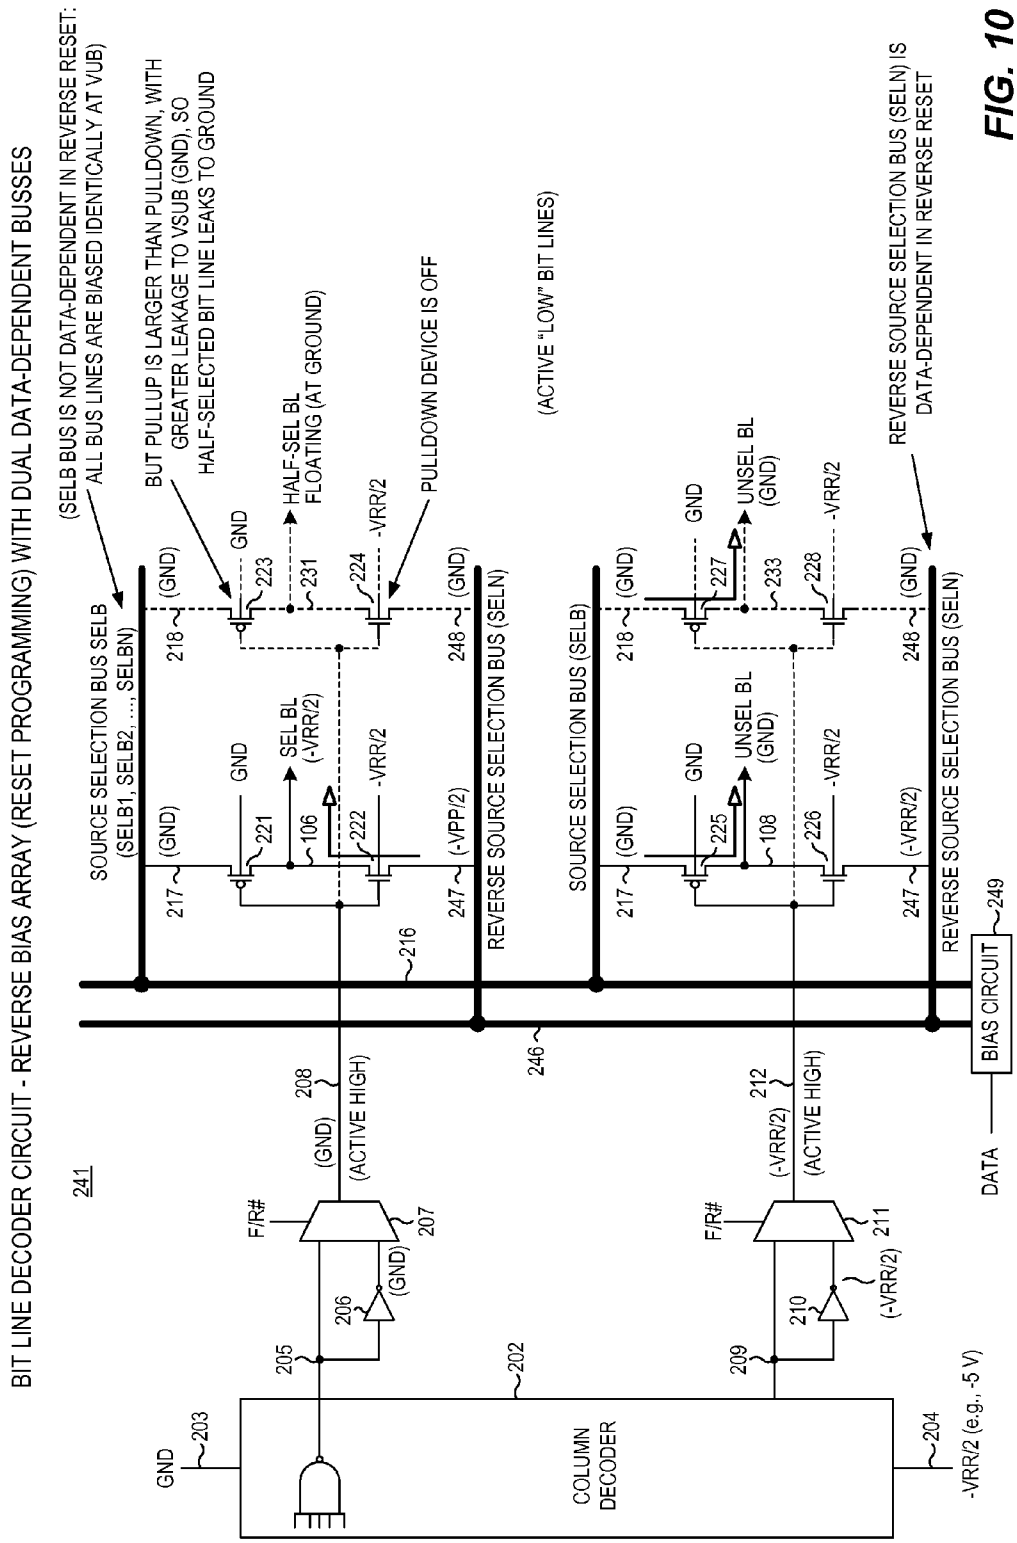 BIT LINE DECODER CIRCUIT - REVERSE BIAS ARRAY (RESET PROGRAMMING) WITH DUAL DATA-DEPENDENT BUSSES
(SELB BUS IS NOT DATA-DEPENDENT IN REVERSE RESET:
ALL BUS LINES ARE BIASED IDENTICALLY AT VUB)
BUT PULLUP IS LARGER THAN PULLDOWN, WITH
GREATER LEAKAGE TO VSUB (GND), SO
HALF-SELECTED BIT LINE LEAKS TO GROUND
241
SOURCE SELECTION BUS SELB
(SELB1, SELB2, ..., SELBN)
217
(GND)
218
(GND)
GND
221
GND
223
SEL BL
(-VRR/2)
106
HALF-SEL BL
FLOATING (AT GROUND)
231
222
-VRR/2
224
-VRR/2
PULLDOWN DEVICE IS OFF
247
(-VPP/2)
248
(GND)
REVERSE SOURCE SELECTION BUS (SELN)
GND
203
205
206
(GND)
F/R#
207
(GND)
208
(ACTIVE HIGH)
216
246
202
COLUMN
DECODER
(ACTIVE "LOW" BIT LINES)
SOURCE SELECTION BUS (SELB)
217
(GND)
218
(GND)
GND
225
GND
227
UNSEL BL
(GND)
108
UNSEL BL
(GND)
233
226
-VRR/2
228
-VRR/2
247
(-VRR/2)
248
(GND)
REVERSE SOURCE SELECTION BUS (SELN)
209
210
(-VRR/2)
F/R#
211
(-VRR/2)
212
(ACTIVE HIGH)
204
-VRR/2 (e.g., -5 V)
DATA
BIAS CIRCUIT
249
REVERSE SOURCE SELECTION BUS (SELN) IS
DATA-DEPENDENT IN REVERSE RESET
FIG. 10